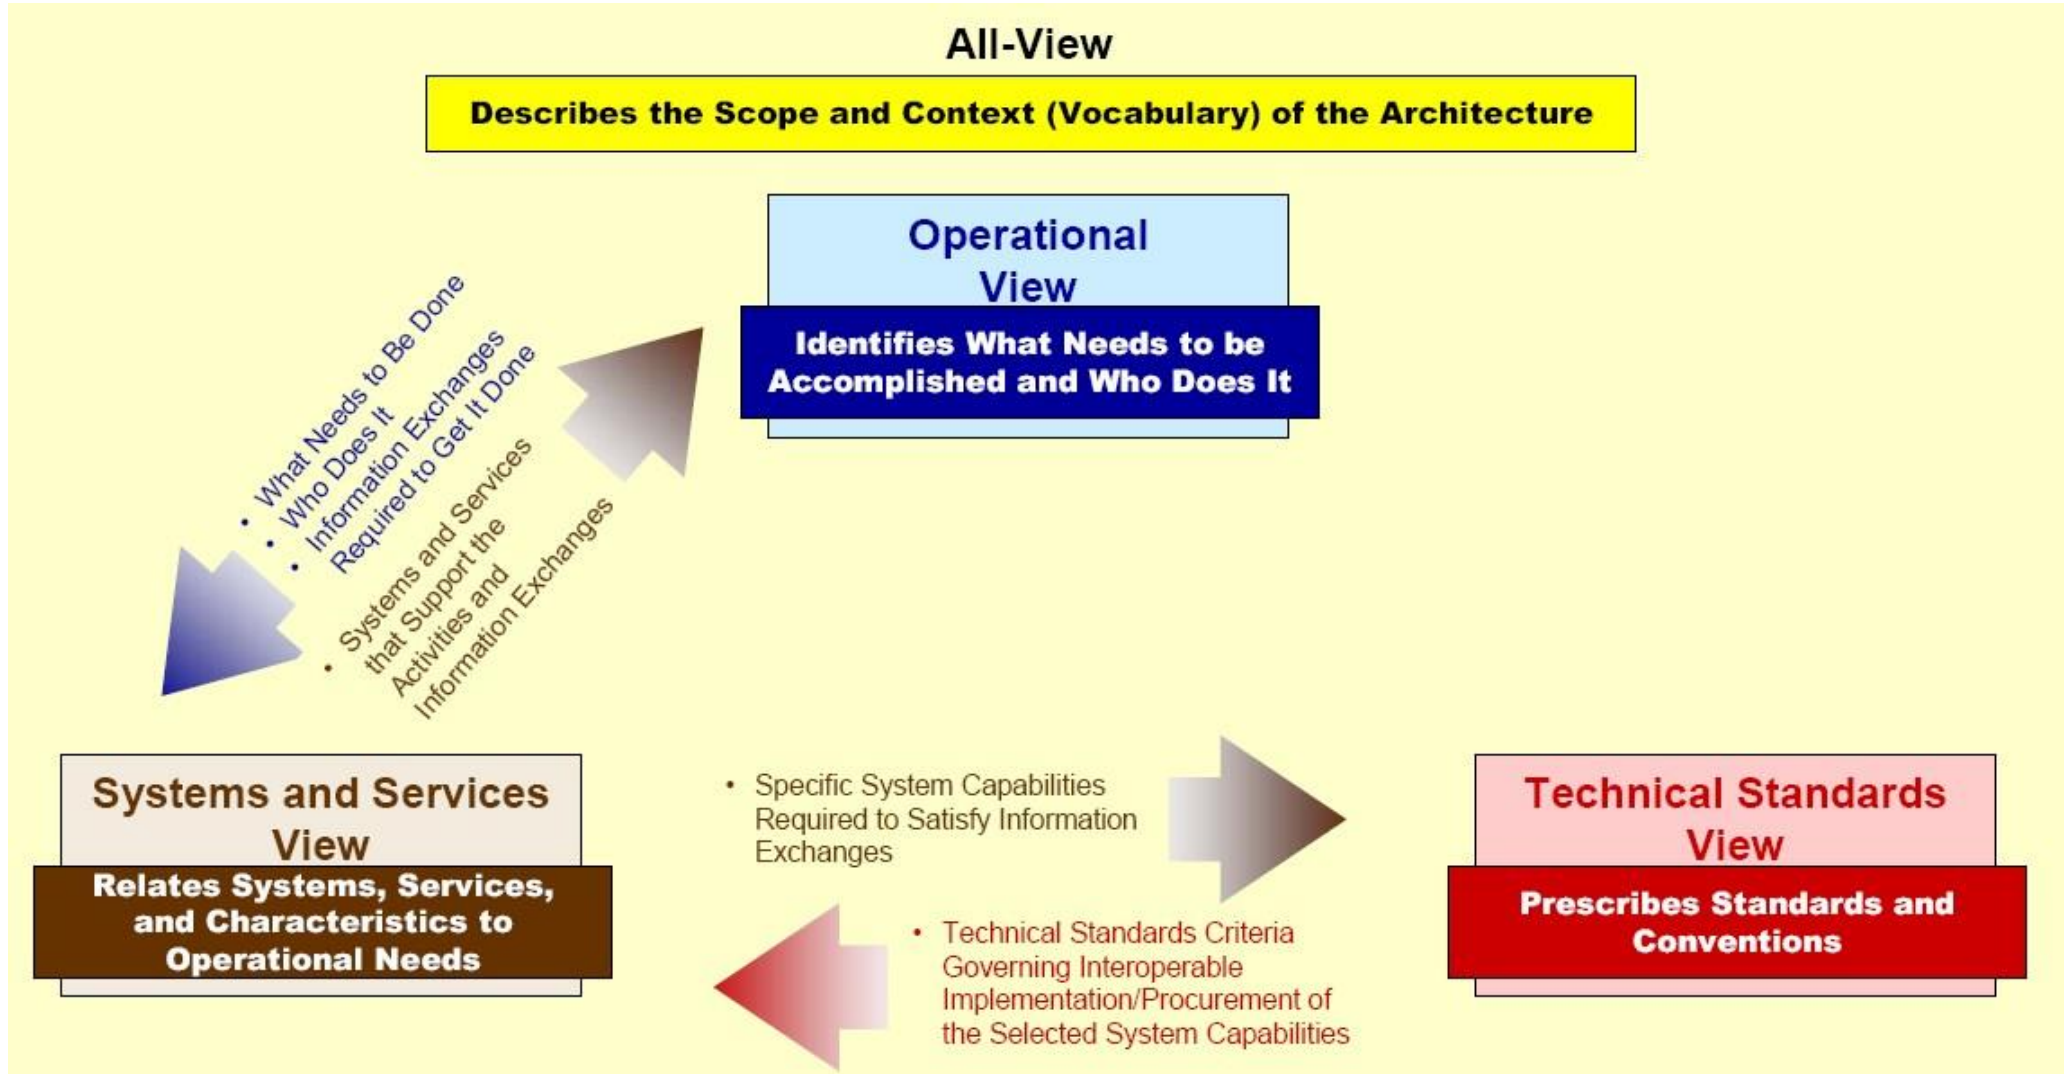 All-View
Describes the Scope and Context (Vocabulary) of the Architecture
Operational
View
Identifies What Needs to be
Accomplished and Who Does It
• What Needs to Be Done
• Who Does It
• Information Exchanges
Required to Get It Done
• Systems and Services
that Support the
Activities and
Information Exchanges
Systems and Services
View
Relates Systems, Services,
and Characteristics to
Operational Needs
• Specific System Capabilities
Required to Satisfy Information
Exchanges
• Technical Standards Criteria
Governing Interoperable
Implementation/Procurement of
the Selected System Capabilities
Technical Standards
View
Prescribes Standards and
Conventions